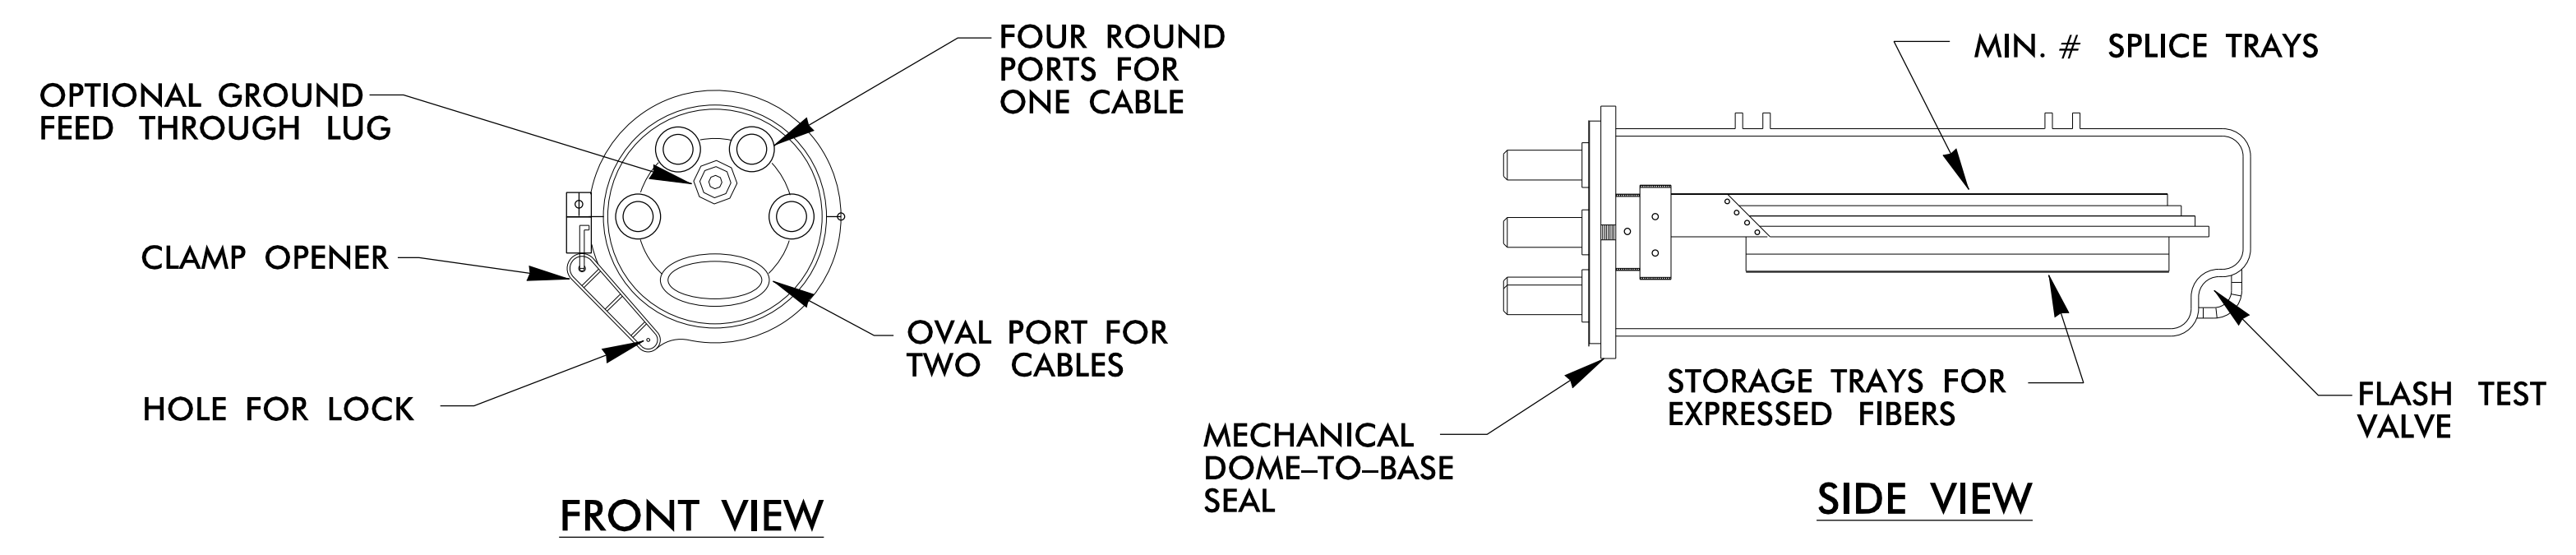 FOUR ROUND
PORTS FOR
ONE CABLE
OPTIONAL GROUND
FEED THROUGH LUG
CLAMP OPENER
OVAL PORT FOR
TWO CABLES
HOLE FOR LOCK
FRONT VIEW
MIN. # SPLICE TRAYS
STORAGE TRAYS FOR
EXPRESSED FIBERS
FLASH TEST
VALVE
MECHANICAL
DOME–TO–BASE
SEAL
SIDE VIEW